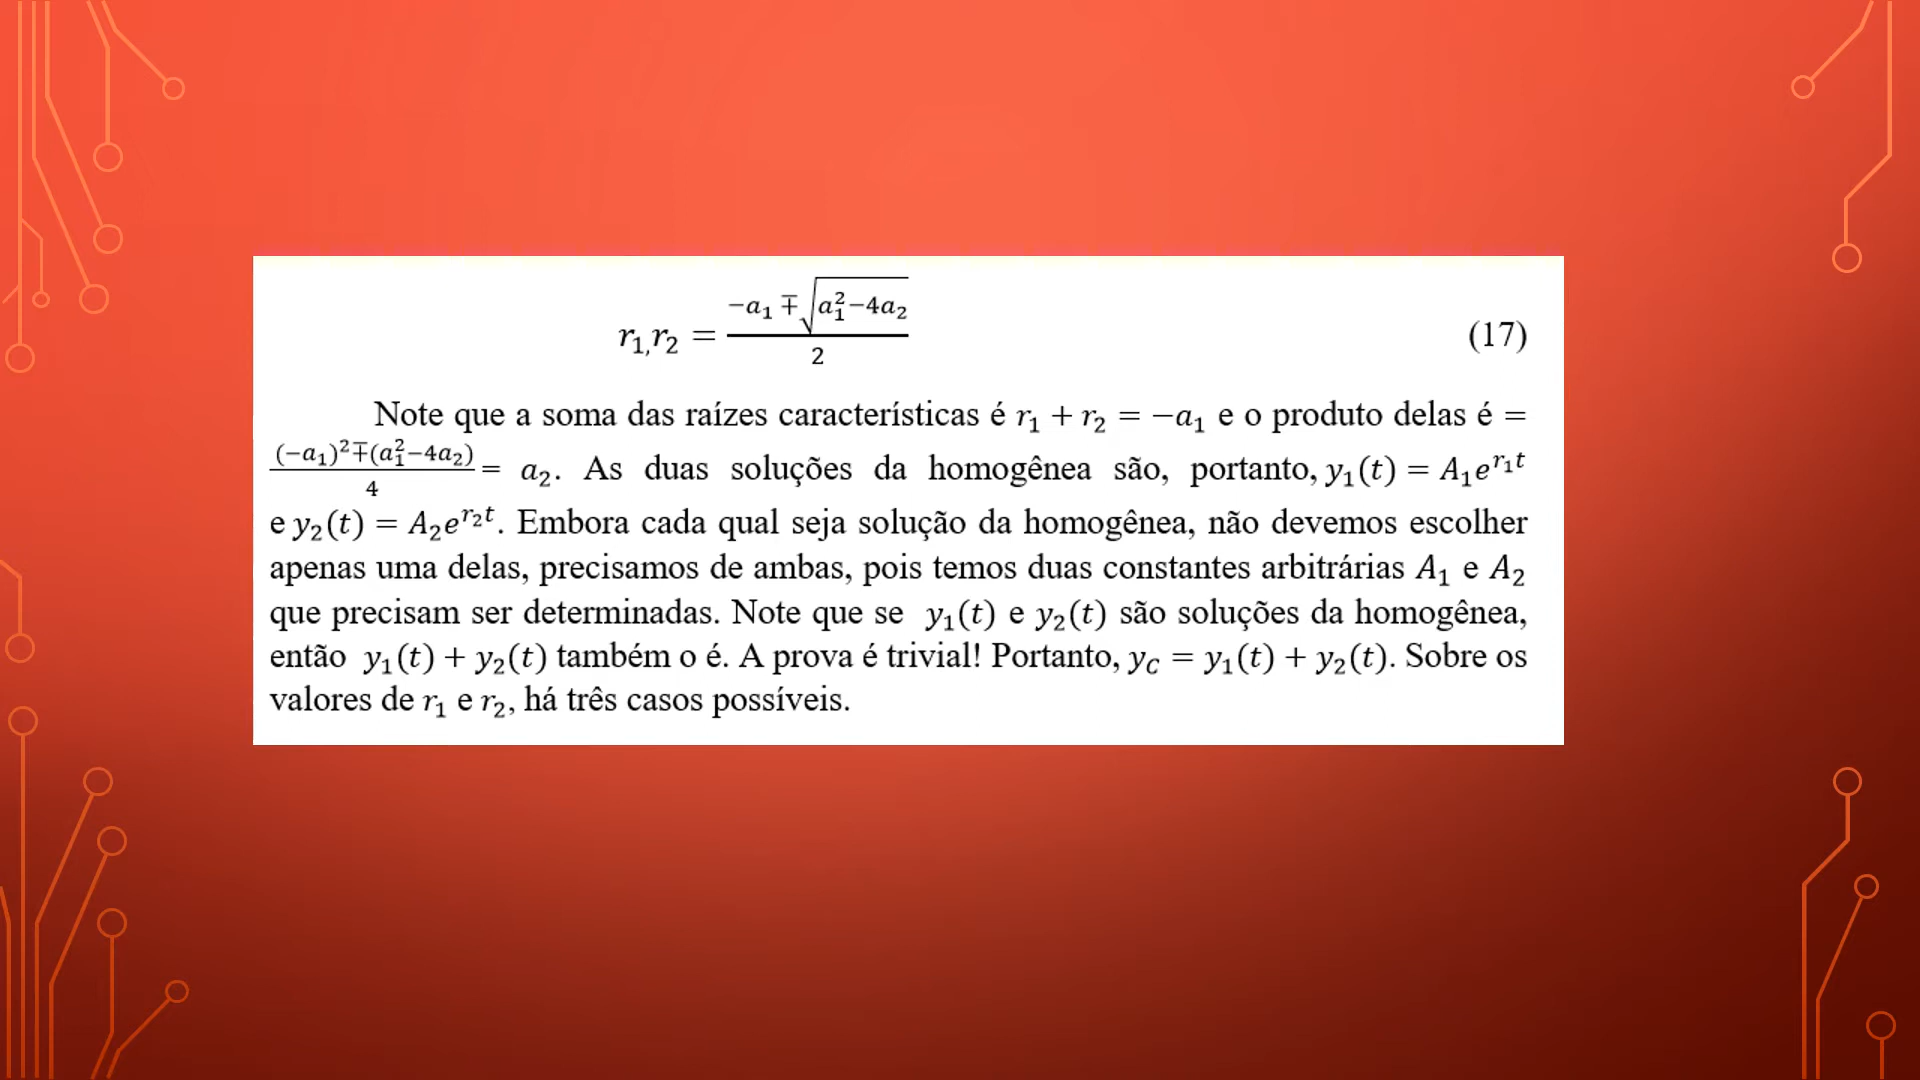 r₁,r₂ = (−a₁ ∓ √(a₁²−4a₂))/2 (17)
Note que a soma das raízes características é r₁ + r₂ = −a₁ e o produto delas é =
((−a₁)²∓(a₁²−4a₂))/4 = a₂. As duas soluções da homogênea são, portanto, y₁(t) = A₁e^(r₁t)
e y₂(t) = A₂e^(r₂t). Embora cada qual seja solução da homogênea, não devemos escolher
apenas uma delas, precisamos de ambas, pois temos duas constantes arbitrárias A₁ e A₂
que precisam ser determinadas. Note que se y₁(t) e y₂(t) são soluções da homogênea,
então y₁(t) + y₂(t) também o é. A prova é trivial! Portanto, y_C = y₁(t) + y₂(t). Sobre os
valores de r₁ e r₂, há três casos possíveis.